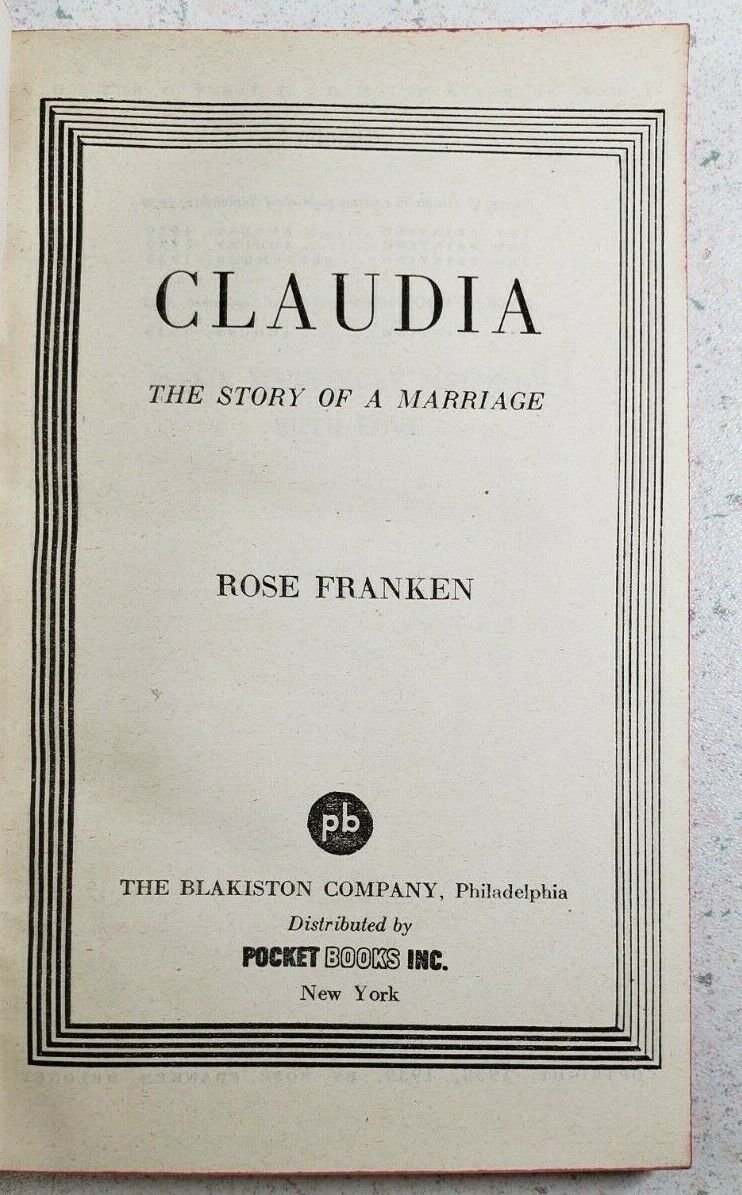 CLAUDIA
THE STORY OF A MARRIAGE
ROSE FRANKEN
pb
THE BLAKISTON COMPANY, Philadelphia
Distributed by
POCKET BOOKS INC.
New York